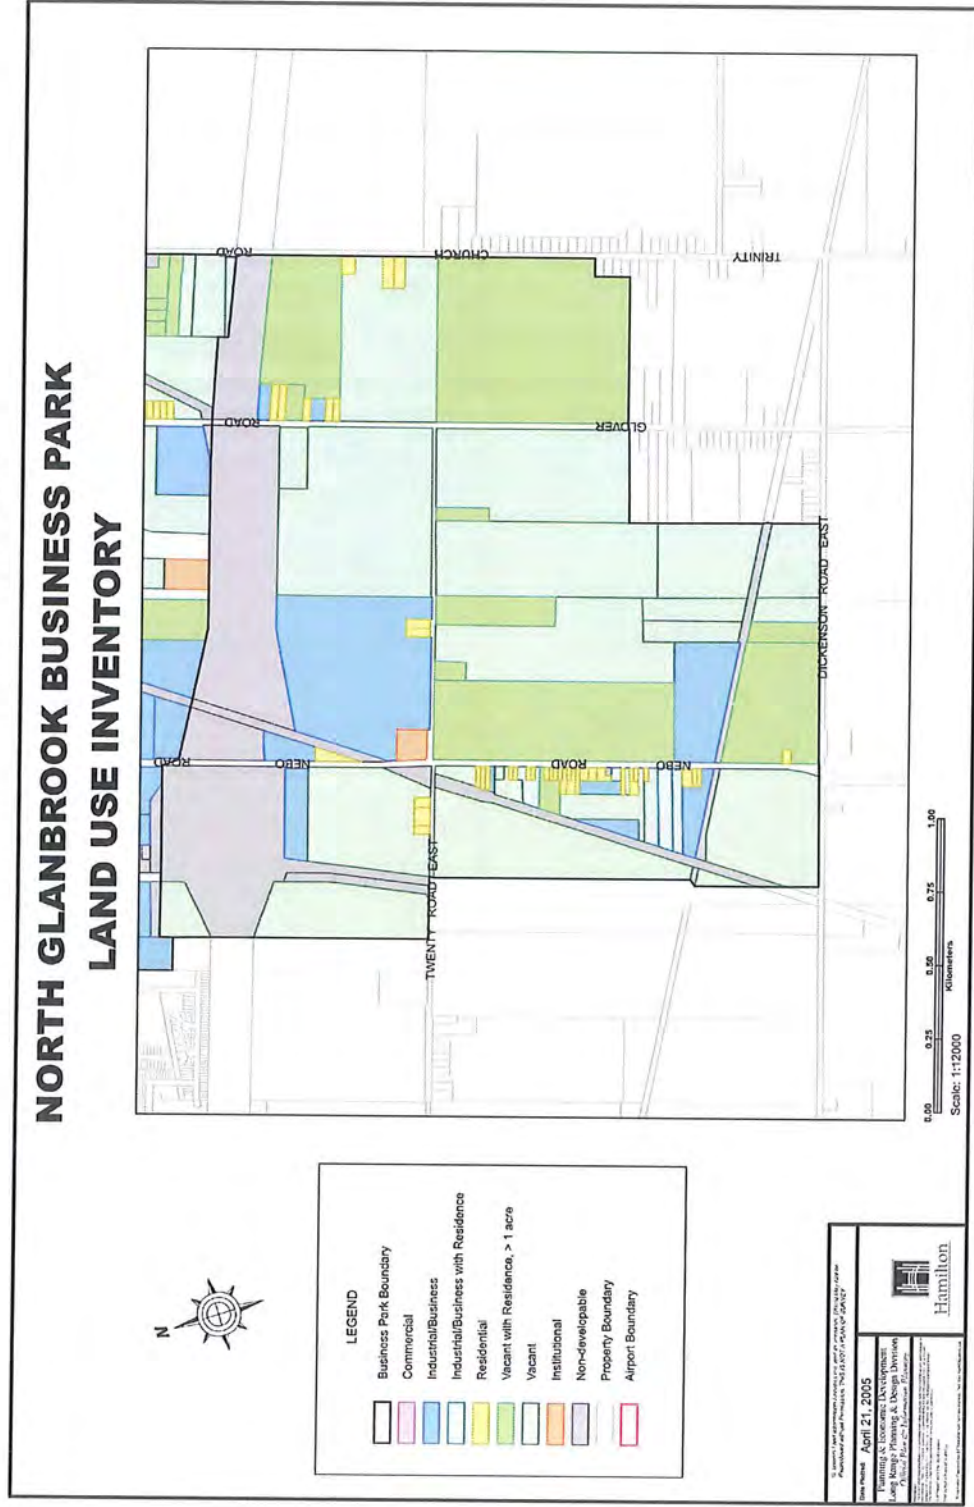 NORTH GLANBROOK BUSINESS PARK
LAND USE INVENTORY
N
LEGEND
Business Park Boundary
Commercial
Industrial/Business
Industrial/Business with Residence
Residential
Vacant with Residence, > 1 acre
Vacant
Institutional
Non-developable
Property Boundary
Airport Boundary
ROAD
NEBO
ROAD
NEBO
ROAD
GLOVER
ROAD
CHURCH
TRINITY
TWENTY ROAD EAST
DICKENSON ROAD EAST
0.00 0.25 0.50 0.75 1.00
Kilometers
Scale: 1:12000
Date Plotted: April 21, 2005
Planning & Economic Development
Long Range Planning & Design Division
Hamilton